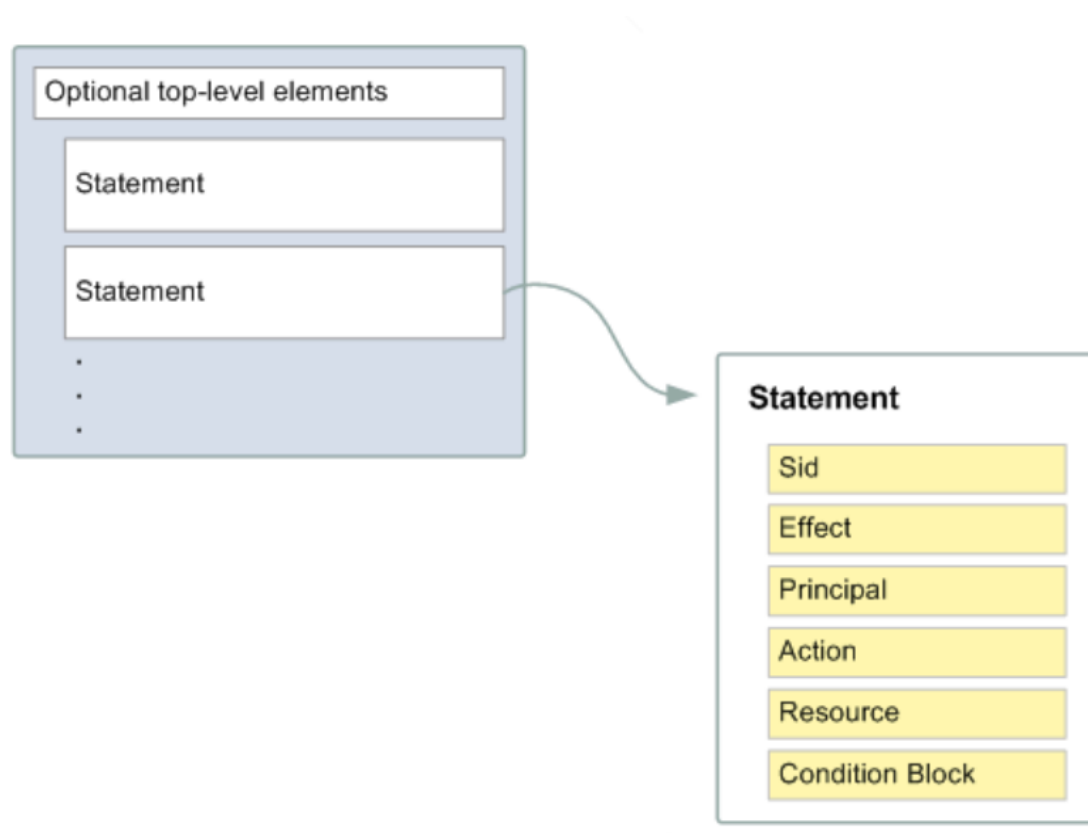 Optional top-level elements
Statement
Statement
.
.
.
Statement
Sid
Effect
Principal
Action
Resource
Condition Block